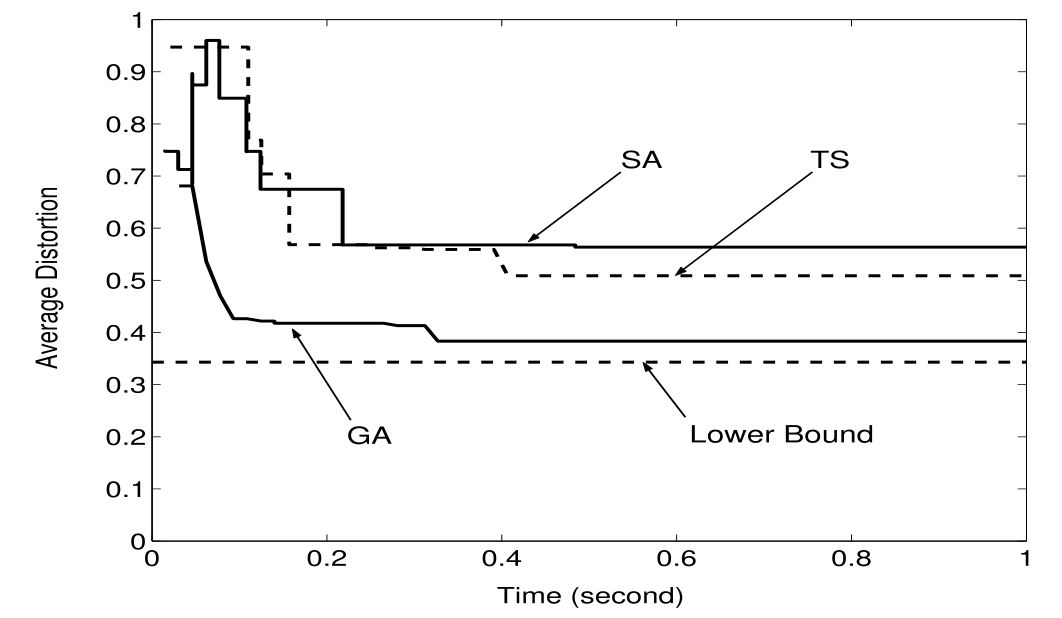 1
0.9
0.8
0.7
0.6
0.5
0.4
0.3
0.2
0.1
0
Average Distortion
SA
TS
GA
Lower Bound
0 0.2 0.4 0.6 0.8 1
Time (second)